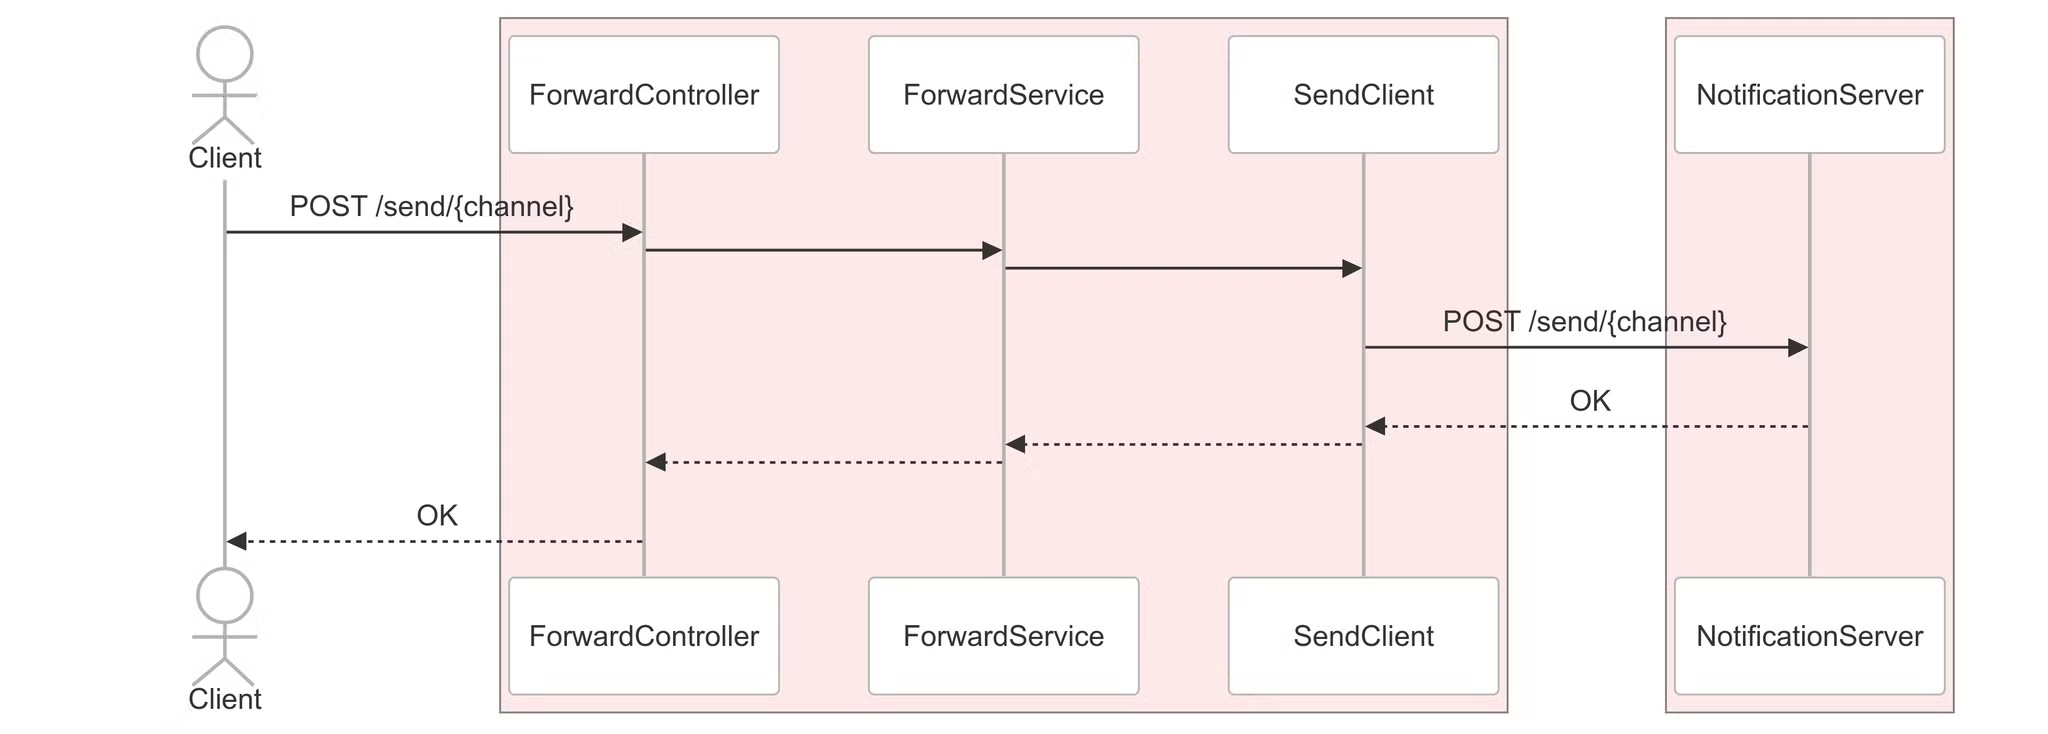 ForwardController
ForwardService
SendClient
NotificationServer
Client
POST /send/{channel}
POST /send/{channel}
OK
OK
ForwardController
ForwardService
SendClient
NotificationServer
Client